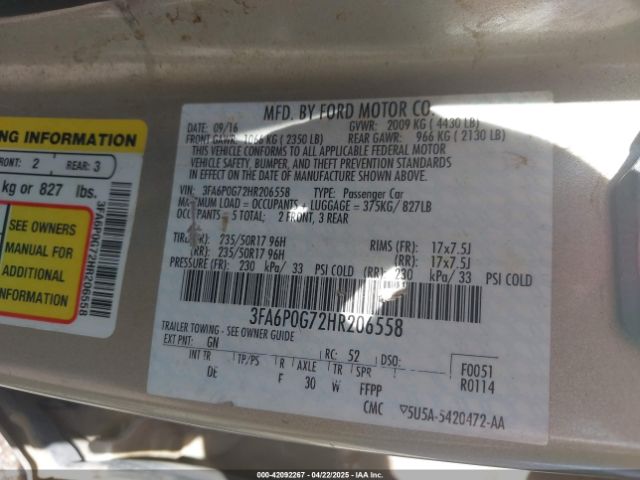 NG INFORMATION
FRONT: 2 REAR: 3
kg or 827 lbs.
SEE OWNERS
MANUAL FOR
ADDITIONAL
INFORMATION
3FA6P0G72HR206558
MFD. BY FORD MOTOR CO.
DATE: 09/16 GVWR: 2009 KG ( 4430 LB)
FRONT GAWR: 1066 KG ( 2350 LB) REAR GAWR: 966 KG ( 2130 LB)
THIS VEHICLE CONFORMS TO ALL APPLICABLE FEDERAL MOTOR
VEHICLE SAFETY, BUMPER, AND THEFT PREVENTION STANDARDS
IN EFFECT ON THE DATE OF MANUFACTURE SHOWN ABOVE.
VIN: 3FA6P0G72HR206558 TYPE: Passenger Car
MAXIMUM LOAD = OCCUPANTS + LUGGAGE = 375KG/ 827LB
OCCUPANTS = 5 TOTAL: 2 FRONT, 3 REAR
TIRE(FR): 235/50R17 96H RIMS (FR): 17x7.5J
(RR): 235/50R17 96H (RR): 17x7.5J
PRESSURE (FR): 230 kPa/ 33 PSI COLD (RR): 230 kPa/ 33 PSI COLD
3FA6P0G72HR206558
TRAILER TOWING - SEE OWNER GUIDE
EXT PNT: GN RC: 52 DSO: F0051
INT TR TP/PS R AXLE TR SPR R0114
DE F 30 W FFPP
CMC 5U5A-5420472-AA
3-42092267 - 04/22/2025 - IAAI.COM